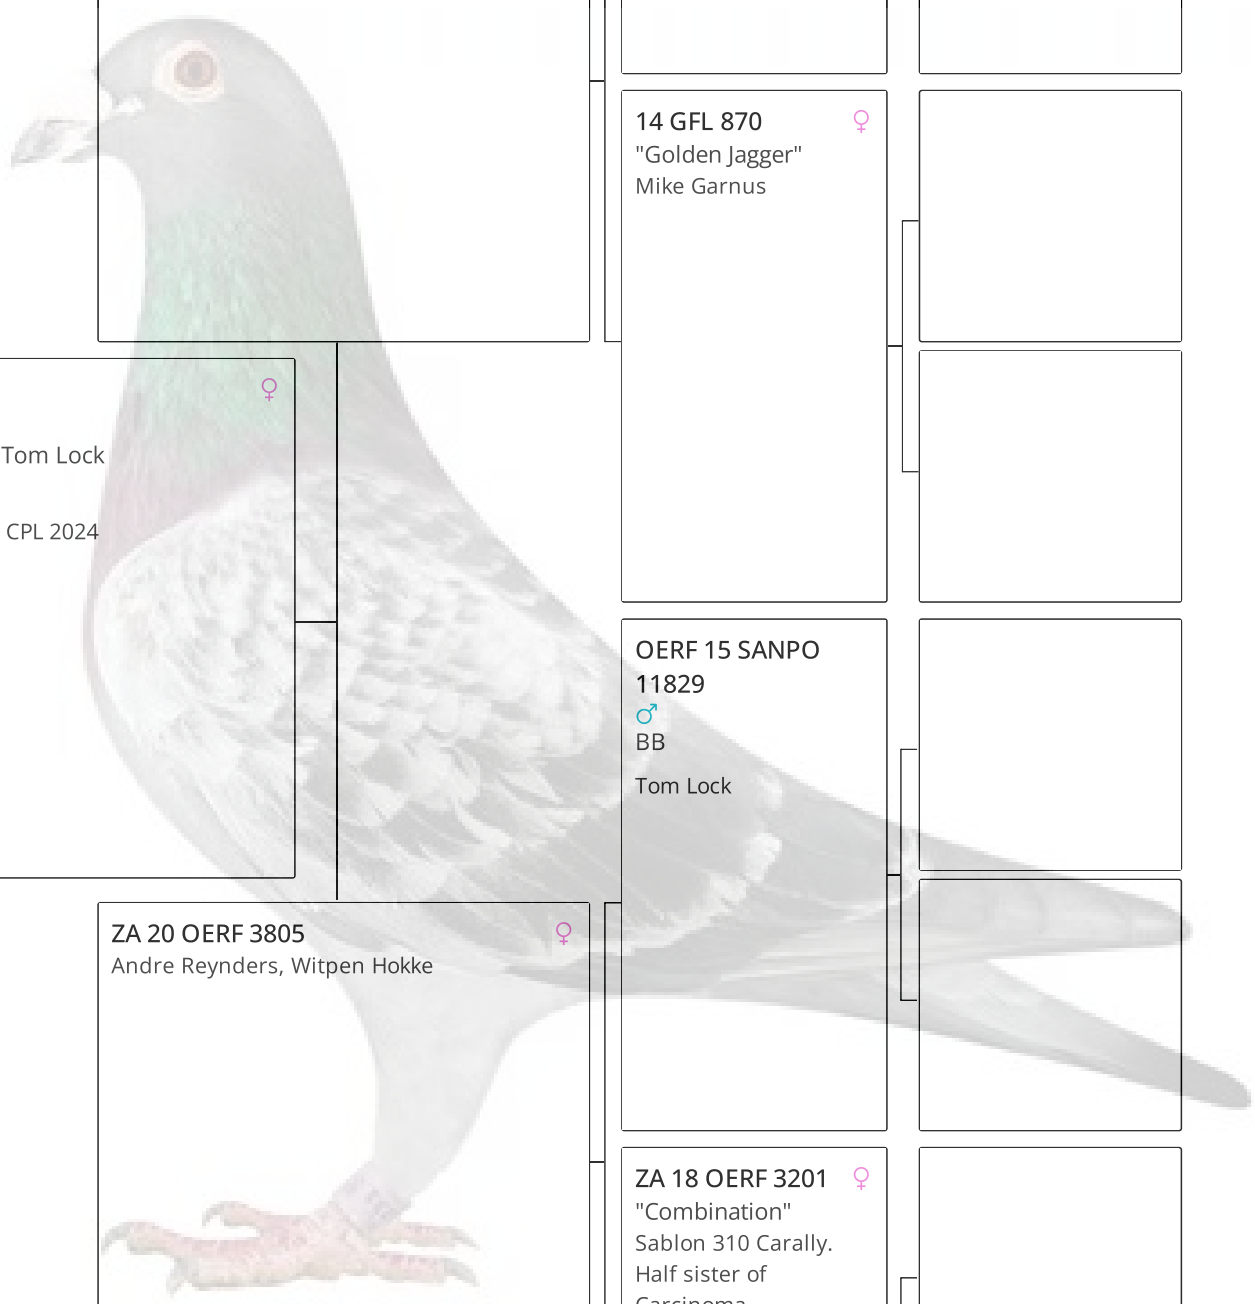 14 GFL 870 ♀
"Golden Jagger"
Mike Garnus
♀
Tom Lock
CPL 2024
OERF 15 SANPO
11829
♂
BB
Tom Lock
ZA 20 OERF 3805 ♀
Andre Reynders, Witpen Hokke
ZA 18 OERF 3201 ♀
"Combination"
Sablon 310 Carally.
Half sister of
Carcinoma